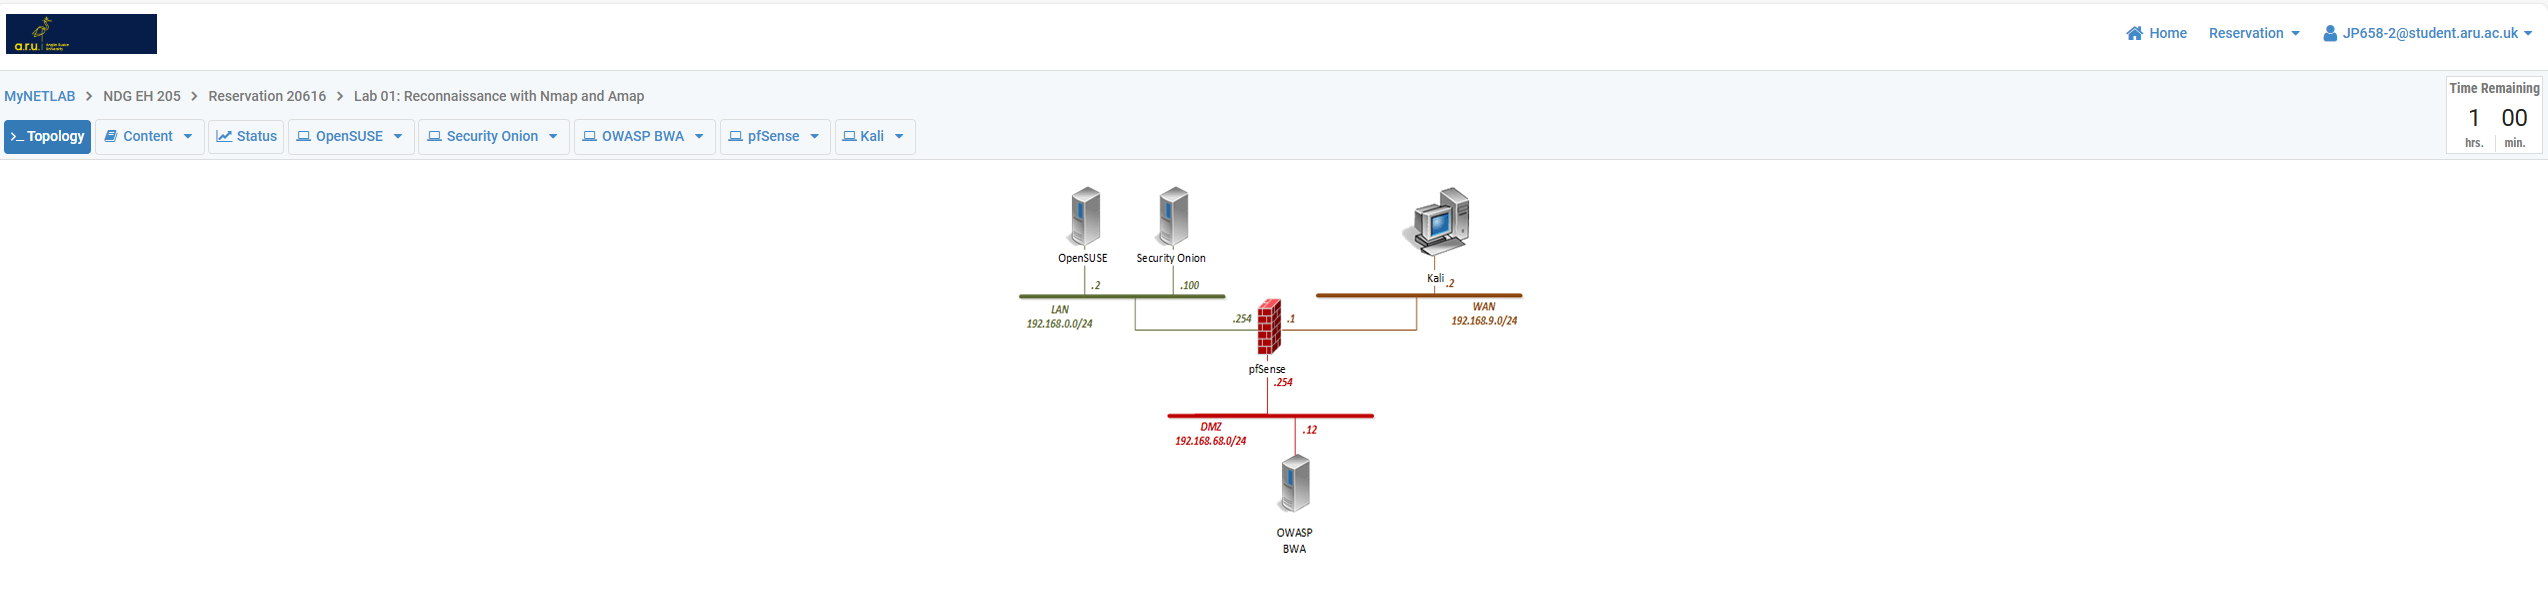 a.r.u. Anglia Ruskin University
Home Reservation JP658-2@student.aru.ac.uk
MyNETLAB > NDG EH 205 > Reservation 20616 > Lab 01: Reconnaissance with Nmap and Amap
Time Remaining
1 00
hrs. min.
>_ Topology Content Status OpenSUSE Security Onion OWASP BWA pfSense Kali
OpenSUSE Security Onion
Kali .2
.2 .100
LAN
192.168.0.0/24
WAN
192.168.9.0/24
.254 .1
pfSense
.254
DMZ
192.168.68.0/24
.12
OWASP
BWA